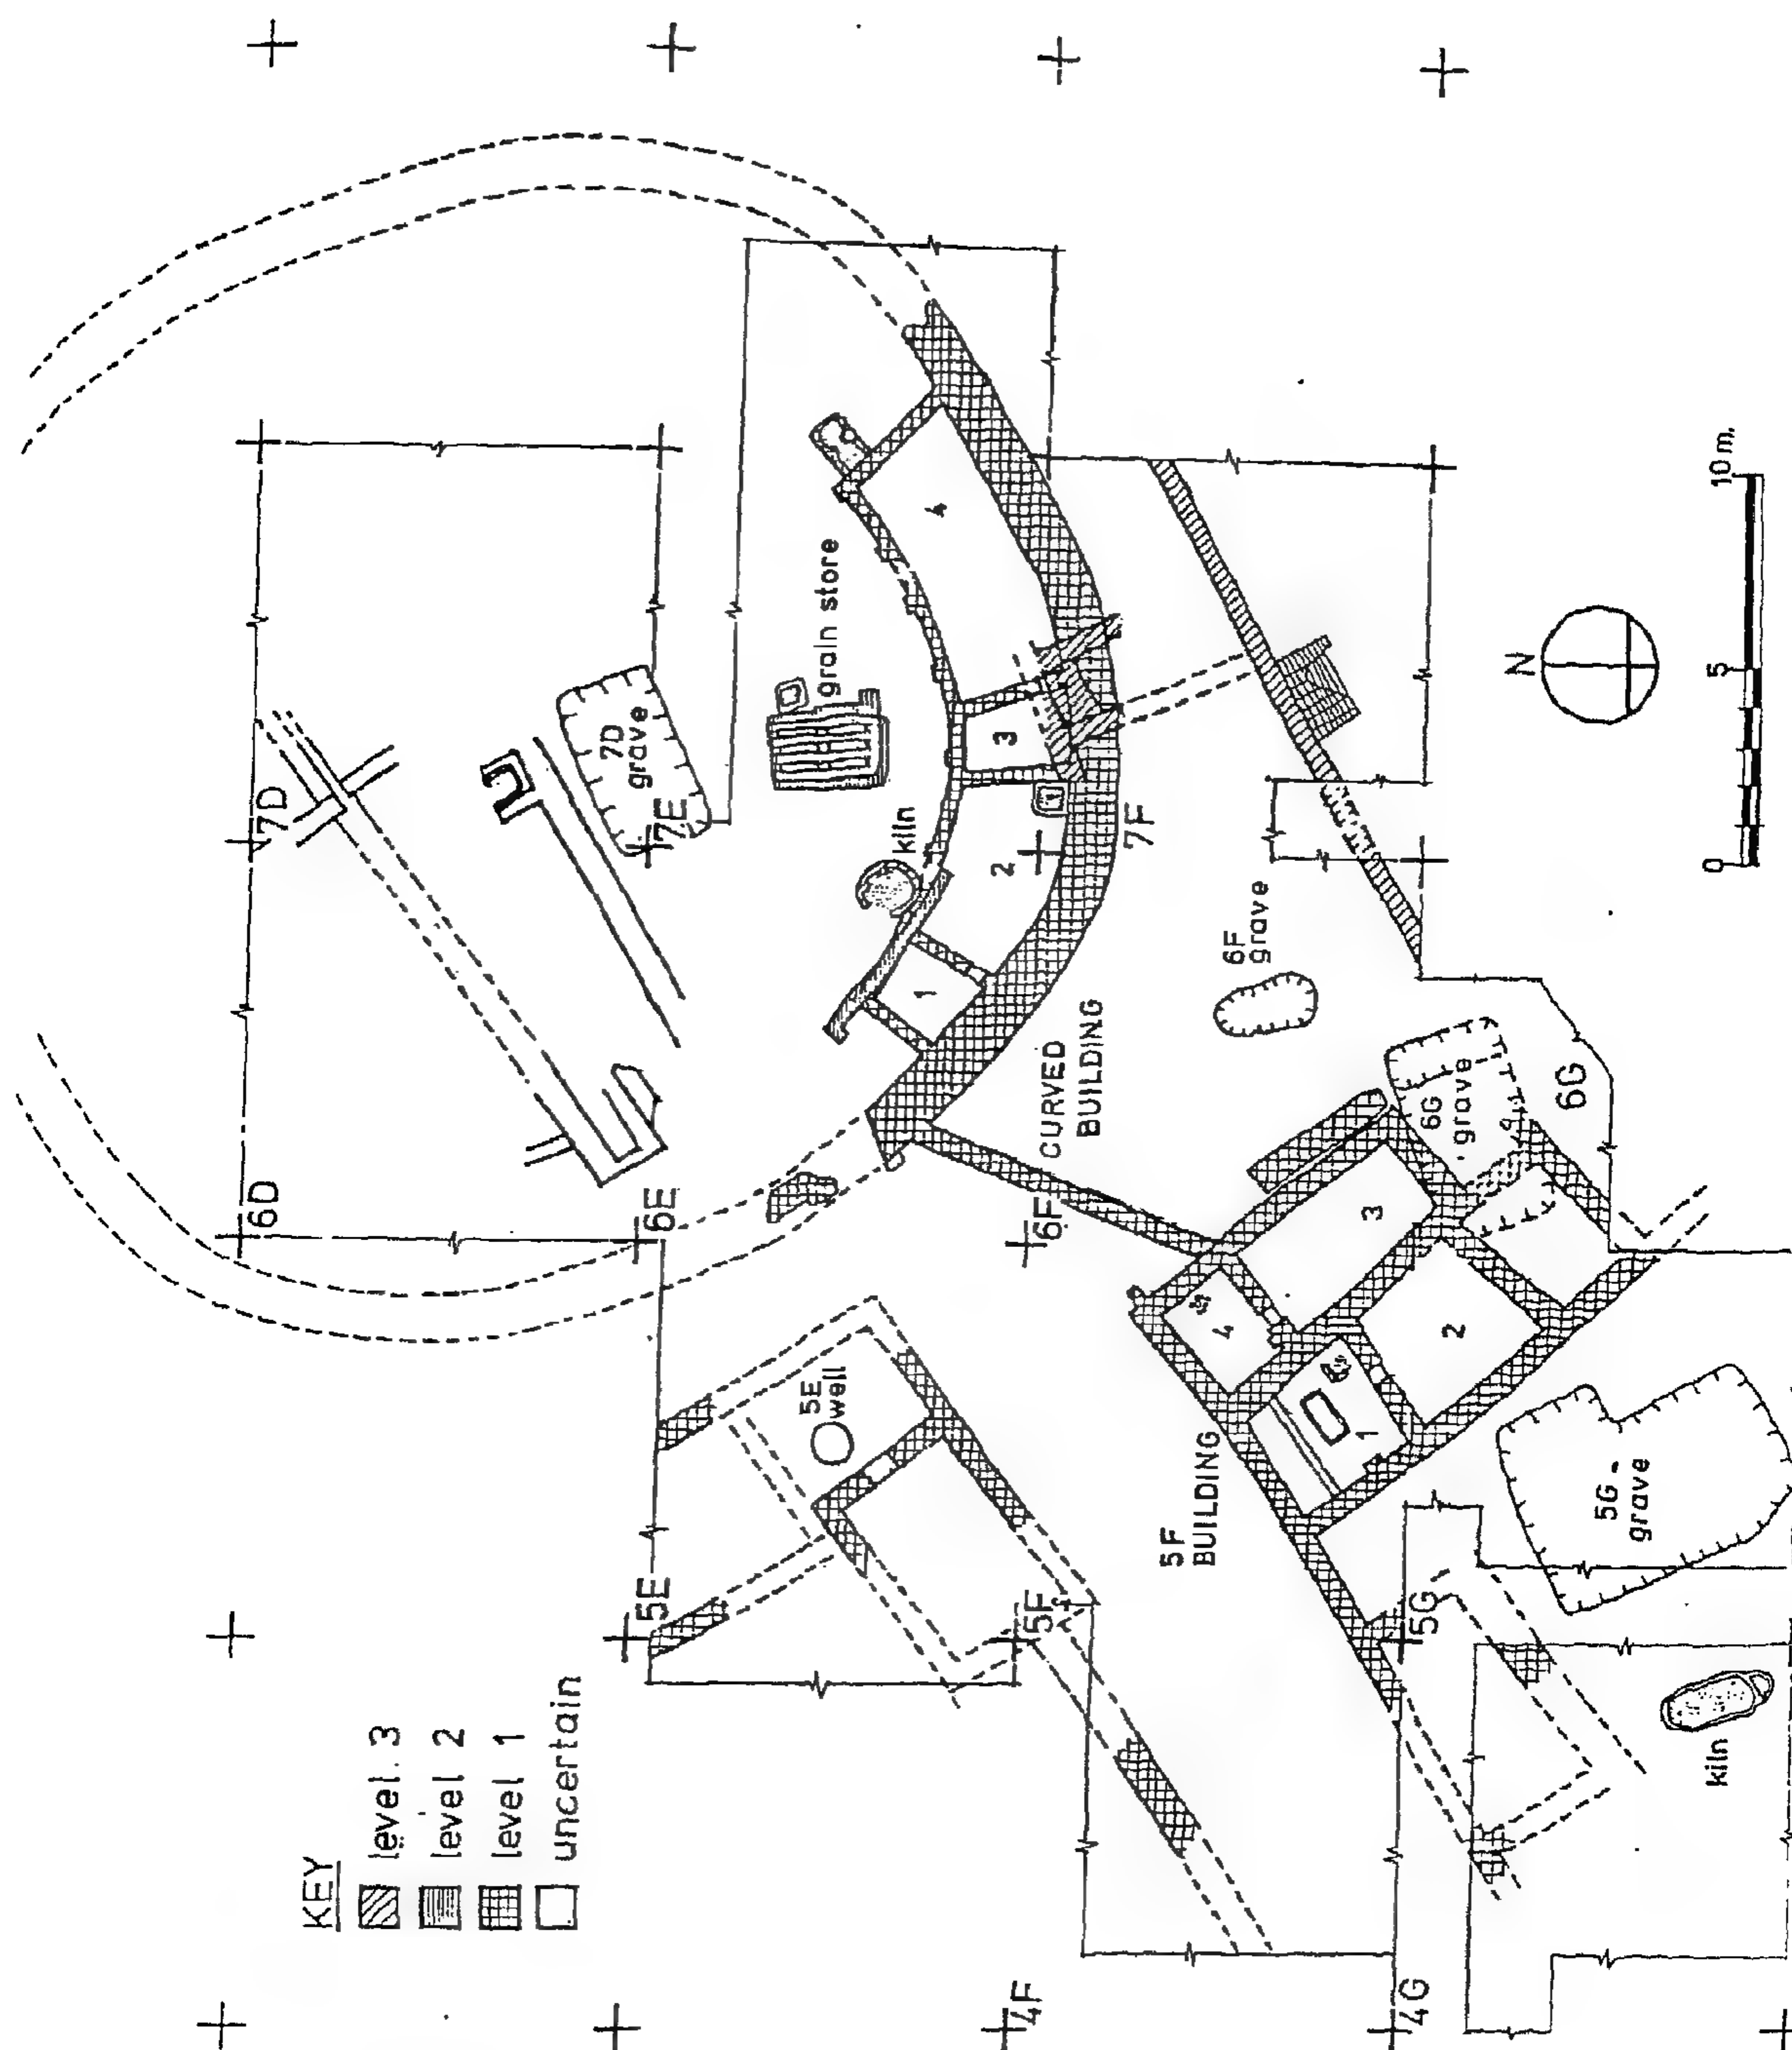 KEY
level 3
level 2
level 1
uncertain
6D
7D
7D
grave
6E
7E
5E
5E
well
grain store
kiln
1
2
3
4
7F
6F
5F
4F
CURVED
BUILDING
6F
grave
N
0
5
10m.
5F
BUILDING
1
2
3
4
6G
grave
6G
5G
5G
grave
kiln
4G